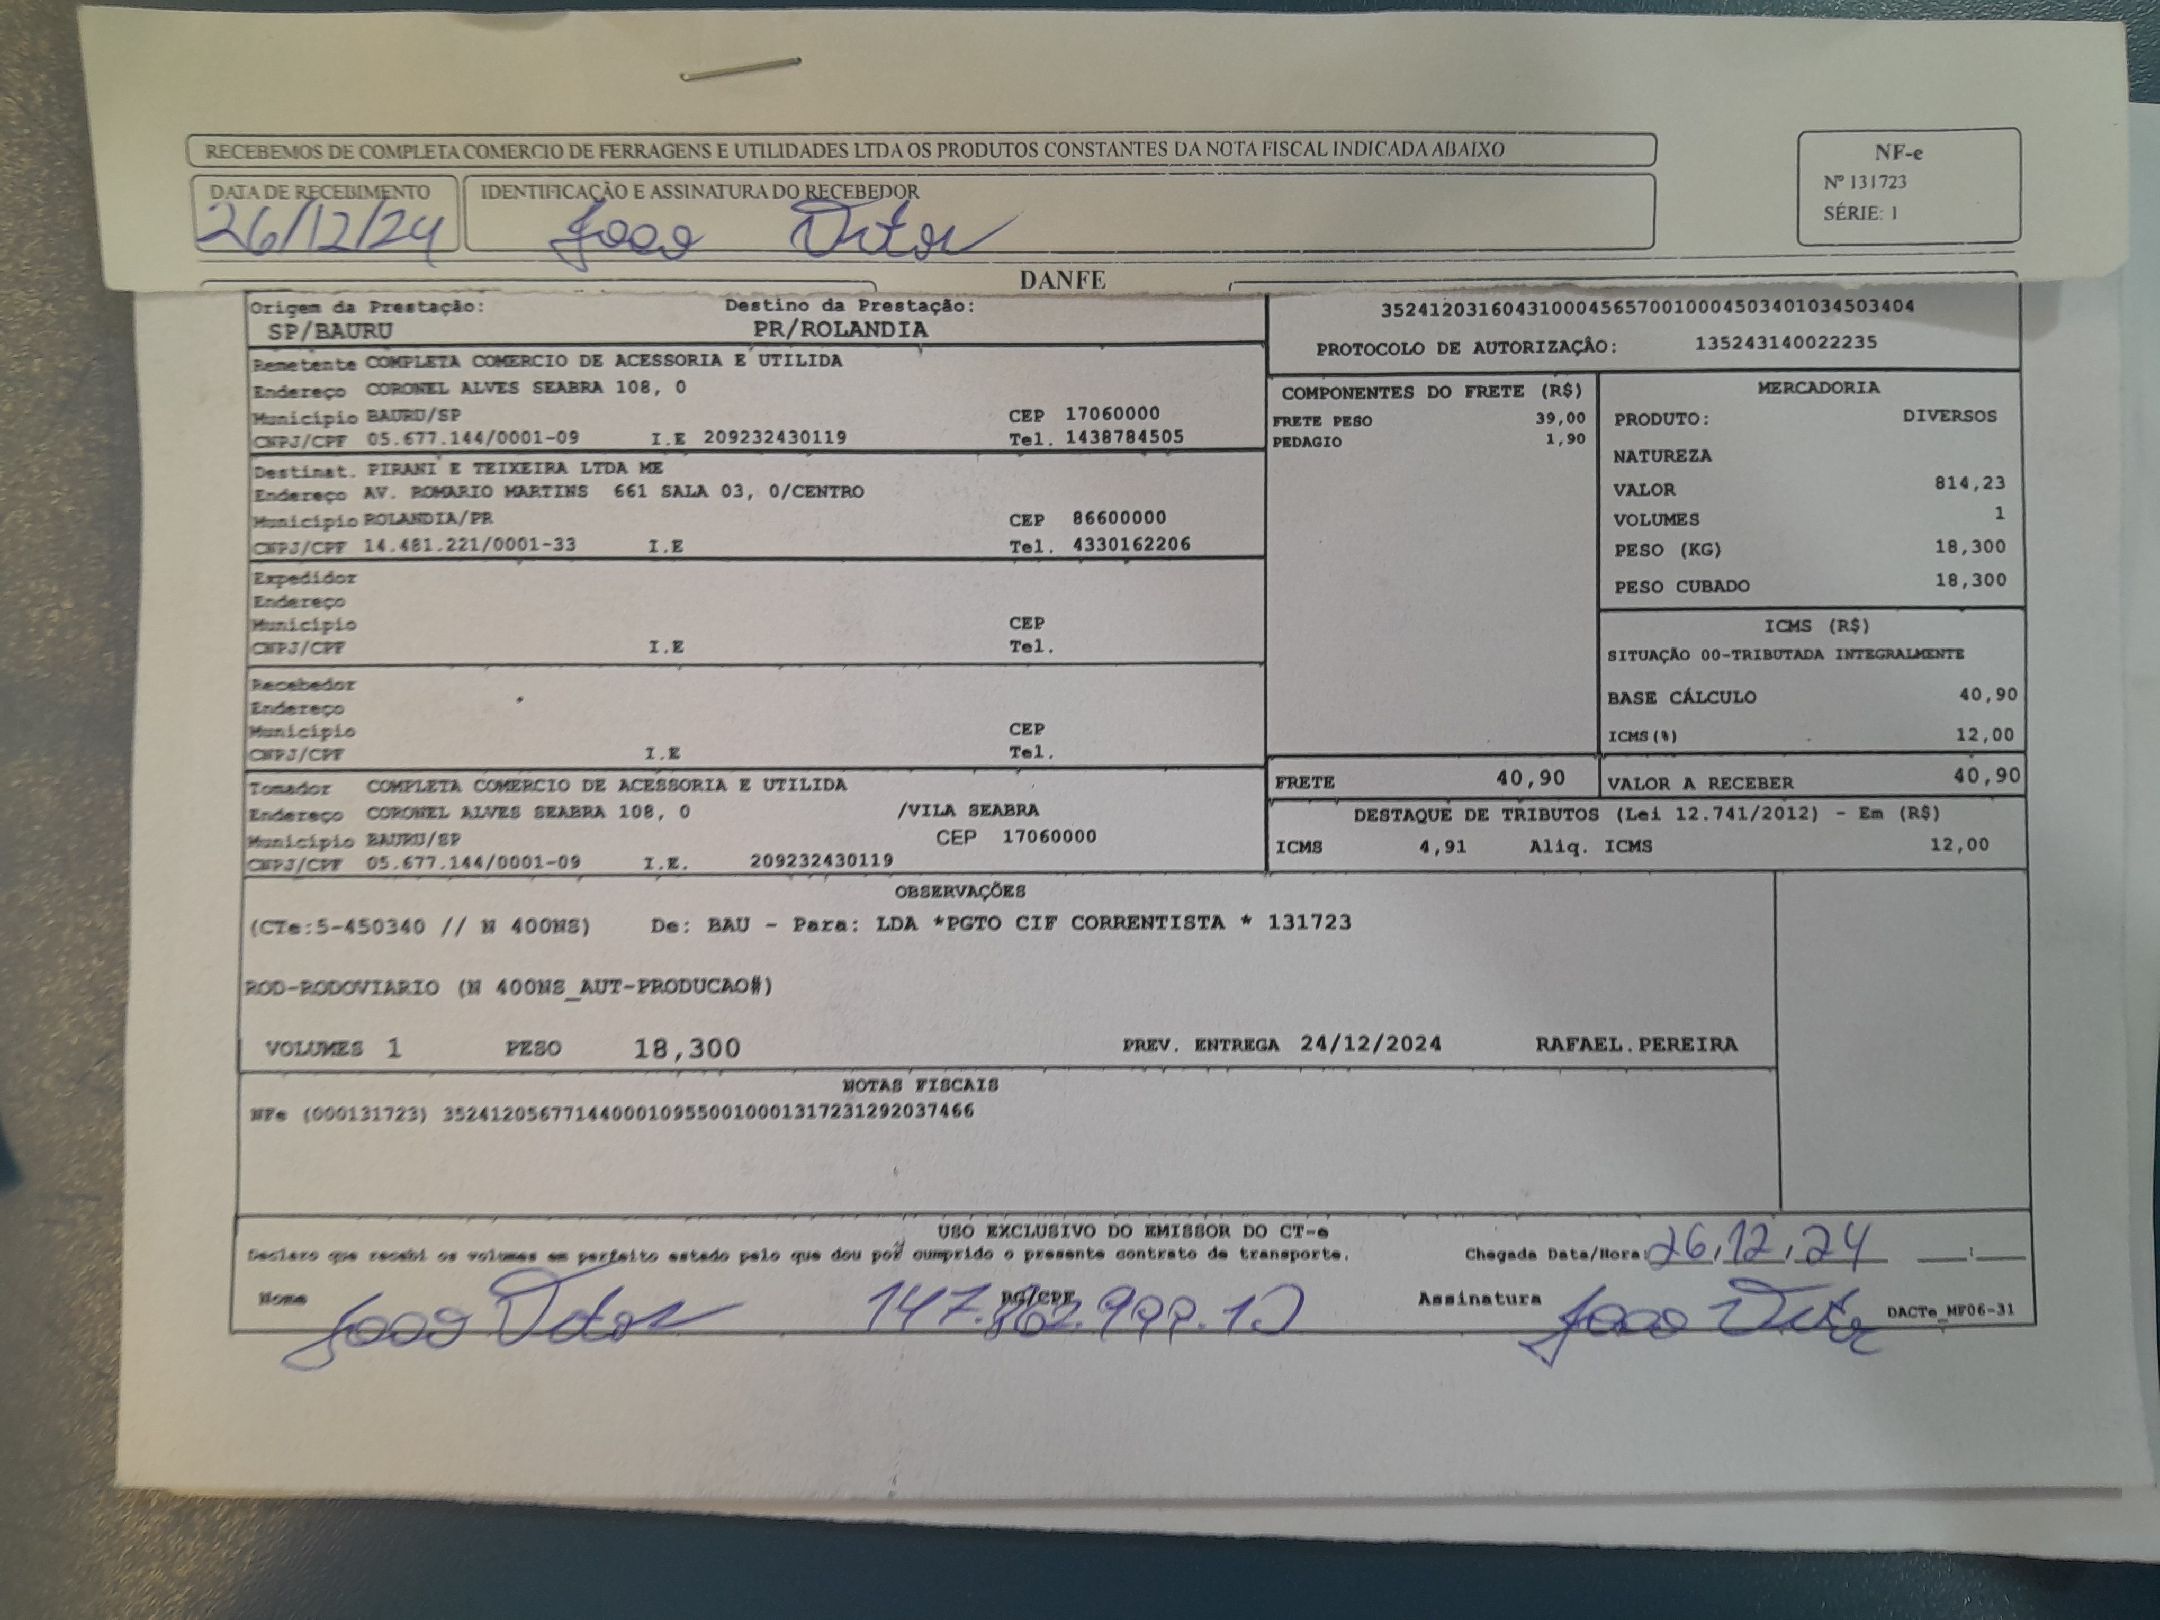 RECEBEMOS DE COMPLETA COMERCIO DE FERRAGENS E UTILIDADES LTDA OS PRODUTOS CONSTANTES DA NOTA FISCAL INDICADA ABAIXO
NF-e
Nº 131723
SÉRIE: 1
DATA DE RECEBIMENTO
26/12/24
IDENTIFICAÇÃO E ASSINATURA DO RECEBEDOR
Joao Victor
DANFE
Origem da Prestação: Destino da Prestação:
SP/BAURU PR/ROLANDIA
35241203160431000456570010004503401034503404
PROTOCOLO DE AUTORIZAÇÂO: 135243140022235
Remetente COMPLETA COMERCIO DE ACESSORIA E UTILIDA
Endereço CORONEL ALVES SEABRA 108, 0
Município BAURU/SP CEP 17060000
CNPJ/CPF 05.677.144/0001-09 I.E 209232430119 Tel. 1438784505
Destinat. PIRANI E TEIXEIRA LTDA ME
Endereço AV. ROMARIO MARTINS 661 SALA 03, 0/CENTRO
Município ROLANDIA/PR CEP 86600000
CNPJ/CPF 14.481.221/0001-33 I.E Tel. 4330162206
Expedidor
Endereço
Município CEP
CNPJ/CPF I.E Tel.
Recebedor
Endereço
Município CEP
CNPJ/CPF I.E Tel.
Tomador COMPLETA COMERCIO DE ACESSORIA E UTILIDA
Endereço CORONEL ALVES SEABRA 108, 0 /VILA SEABRA
Município BAURU/SP CEP 17060000
CNPJ/CPF 05.677.144/0001-09 I.E. 209232430119
COMPONENTES DO FRETE (R$)
FRETE PESO 39,00
PEDAGIO 1,90
MERCADORIA
PRODUTO: DIVERSOS
NATUREZA
VALOR 814,23
VOLUMES 1
PESO (KG) 18,300
PESO CUBADO 18,300
ICMS (R$)
SITUAÇÃO 00-TRIBUTADA INTEGRALMENTE
BASE CÁLCULO 40,90
ICMS(%) 12,00
FRETE 40,90 VALOR A RECEBER 40,90
DESTAQUE DE TRIBUTOS (Lei 12.741/2012) - Em (R$)
ICMS 4,91 Aliq. ICMS 12,00
OBSERVAÇÕES
(CTe:5-450340 // N 400NS) De: BAU - Para: LDA *PGTO CIF CORRENTISTA * 131723
ROD-RODOVIARIO (N 400NS_AUT-PRODUCAO#)
VOLUMES 1 PESO 18,300 PREV. ENTREGA 24/12/2024 RAFAEL.PEREIRA
NOTAS FISCAIS
NFe (000131723) 35241205677144000109550010001317231292037466
USO EXCLUSIVO DO EMISSOR DO CT-e
Declaro que recebi os volumes em perfeito estado pelo que dou por cumprido o presente contrato de transporte. Chegada Data/Hora: 26,12,24 :
Nome Joao Victor RG/CPF Assinatura Joao Victor DACTe_MF06-31